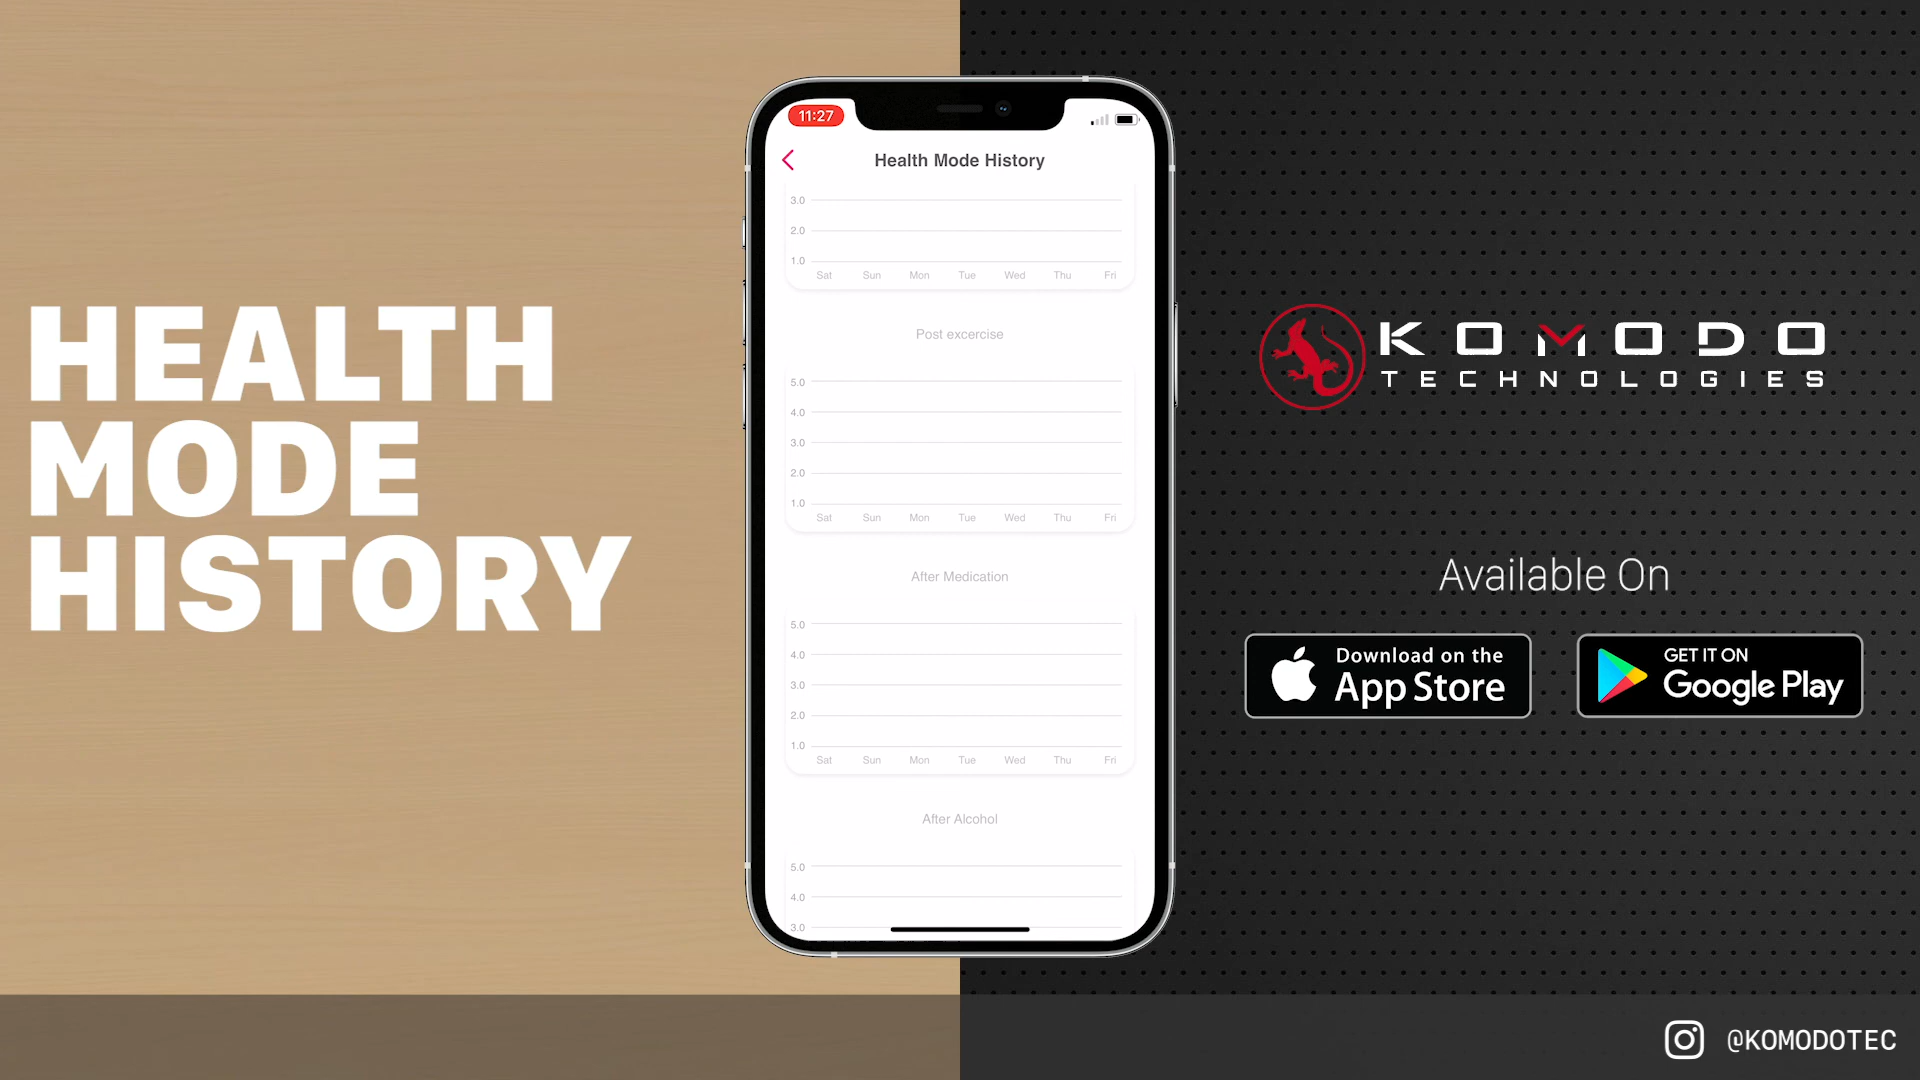 HEALTH
MODE
HISTORY
11:27
Health Mode History
3.0
2.0
1.0
Sat Sun Mon Tue Wed Thu Fri
Post excercise
5.0
4.0
3.0
2.0
1.0
Sat Sun Mon Tue Wed Thu Fri
After Medication
5.0
4.0
3.0
2.0
1.0
Sat Sun Mon Tue Wed Thu Fri
After Alcohol
5.0
4.0
3.0
KOMODO
TECHNOLOGIES
Available On
Download on the
App Store
GET IT ON
Google Play
@KOMODOTEC